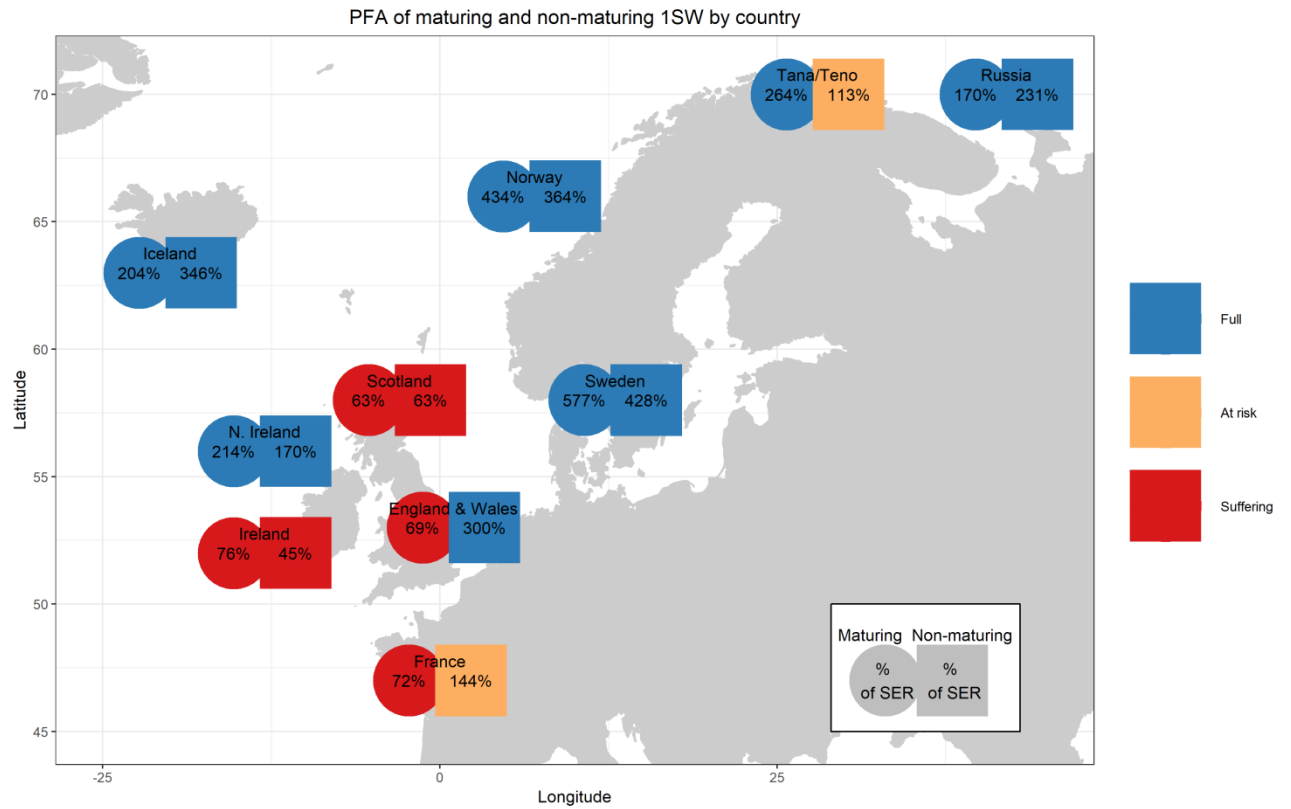 PFA of maturing and non-maturing 1SW by country
Latitude
70
65
60
55
50
45
Tana/Teno
264% 113%
Russia
170% 231%
Norway
434% 364%
Iceland
204% 346%
Scotland
63% 63%
Sweden
577% 428%
N. Ireland
214% 170%
England & Wales
69% 300%
Ireland
76% 45%
France
72% 144%
Maturing Non-maturing
% %
of SER of SER
-25 0 25
Longitude
Full
At risk
Suffering